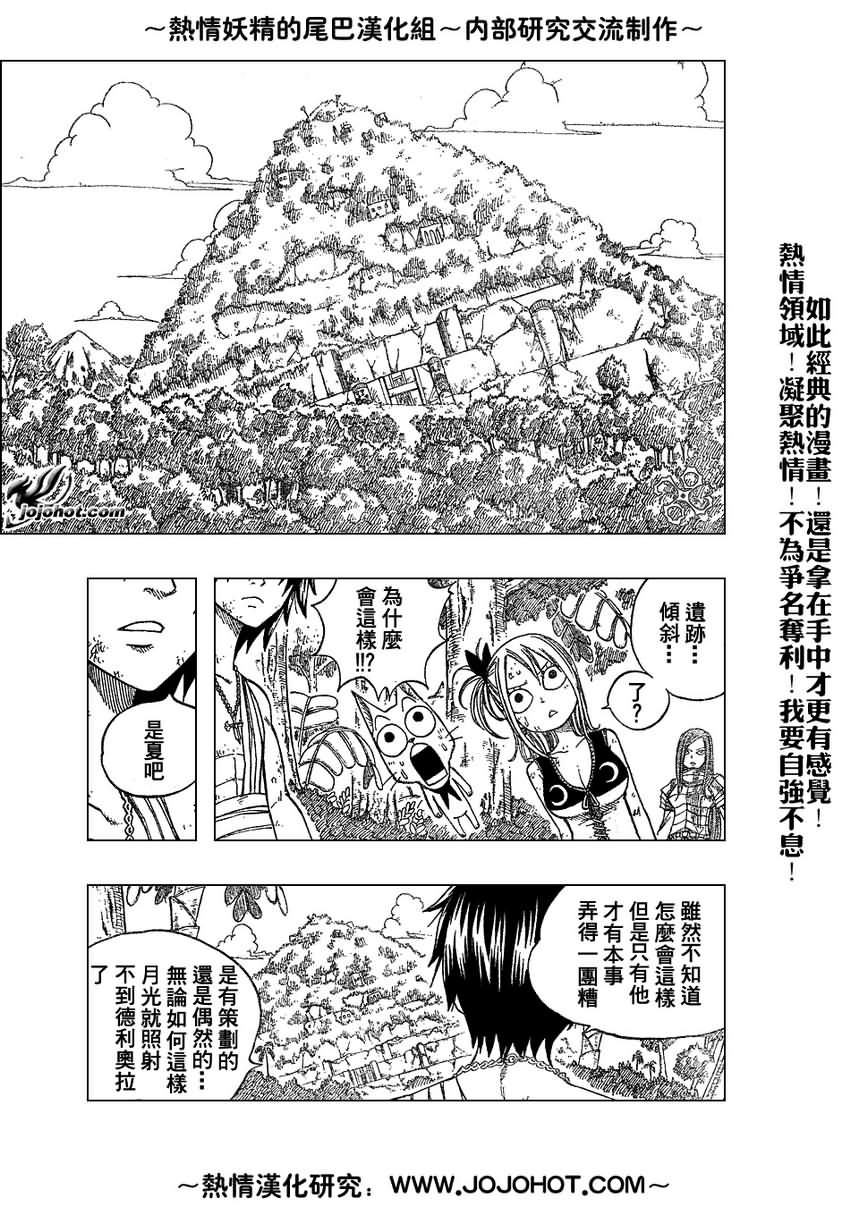 ～熱情妖精的尾巴漢化組～内部研究交流制作～
如此經典的漫畫！還是拿在手中才更有感覺！
熱情領域！凝聚熱情！不為爭名奪利！我要自強不息！
jojohot.com
遺跡…
傾斜…
了？
為什麼
會這樣!!!?
是夏吧
雖然不知道
怎麼會這樣
但是只有他
才有本事
弄得一團糟
是有策劃的
還是偶然的…
無論如何這樣
月光就照射
不到德利奧拉
了
～熱情漢化研究：WWW.JOJOHOT.COM～